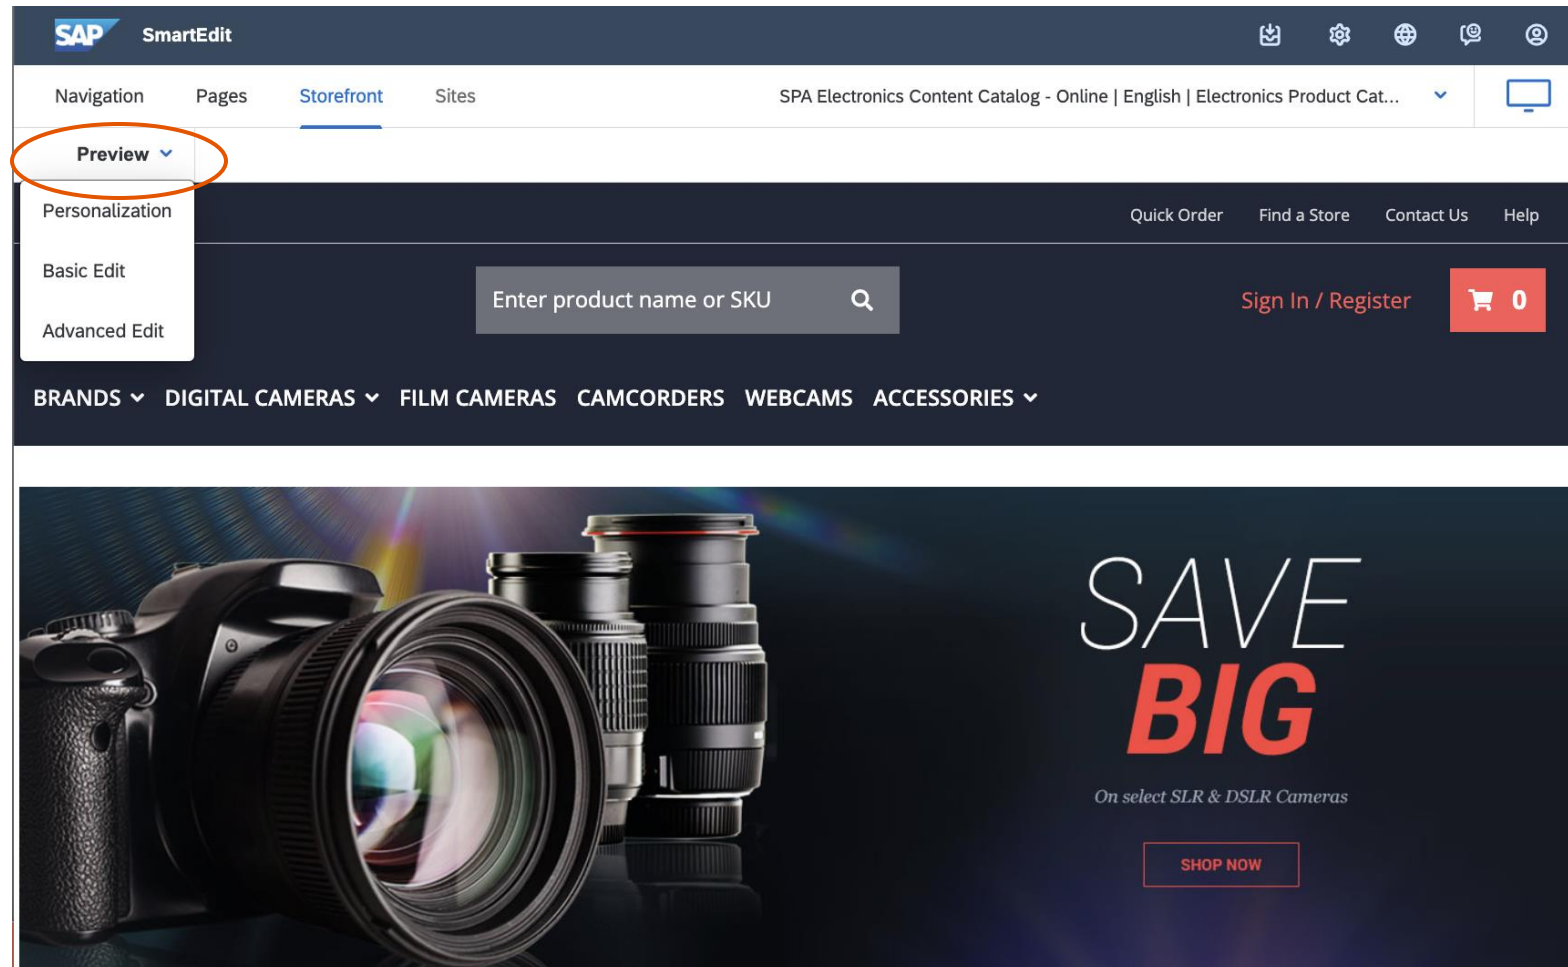 SAP SmartEdit
Navigation Pages Storefront Sites SPA Electronics Content Catalog - Online | English | Electronics Product Cat...
Preview
Personalization
Basic Edit
Advanced Edit
Quick Order Find a Store Contact Us Help
Enter product name or SKU Sign In / Register 0
BRANDS DIGITAL CAMERAS FILM CAMERAS CAMCORDERS WEBCAMS ACCESSORIES
SAVE
BIG
On select SLR & DSLR Cameras
SHOP NOW